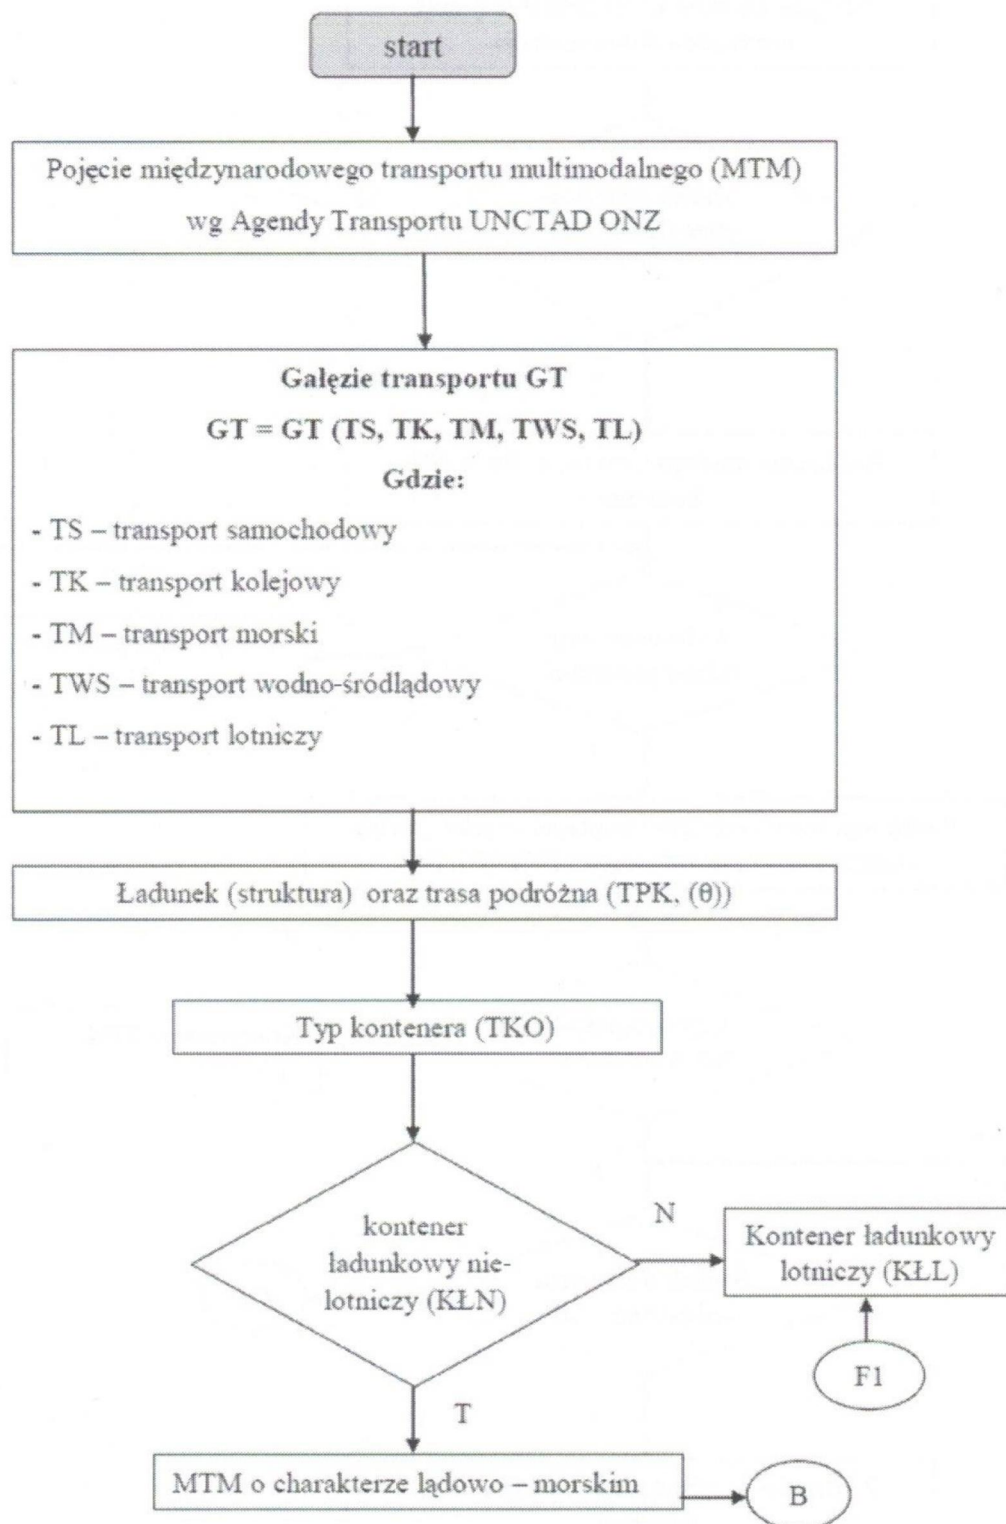 start
Pojęcie międzynarodowego transportu multimodalnego (MTM)
wg Agendy Transportu UNCTAD ONZ
Gałęzie transportu GT
GT = GT (TS, TK, TM, TWS, TL)
Gdzie:
- TS – transport samochodowy
- TK – transport kolejowy
- TM – transport morski
- TWS – transport wodno-śródlądowy
- TL – transport lotniczy
Ładunek (struktura) oraz trasa podróżna (TPK, (θ))
Typ kontenera (TKO)
kontener
ładunkowy nie-
lotniczy (KŁN)
N
Kontener ładunkowy
lotniczy (KŁL)
F1
T
MTM o charakterze lądowo – morskim
B